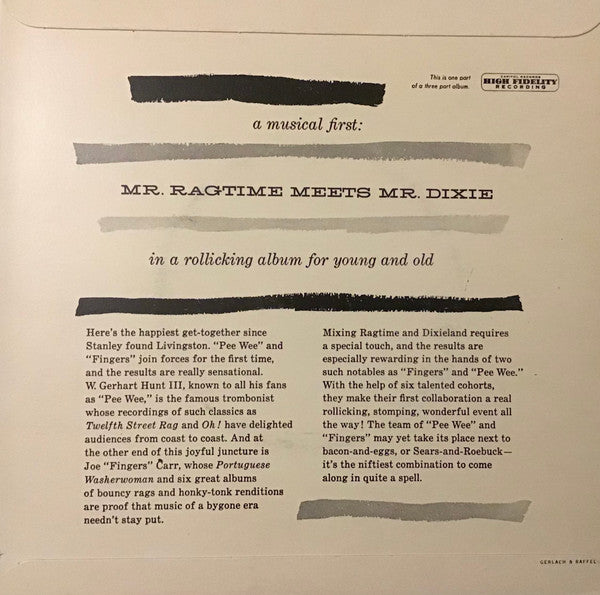 This is one part
of a three part album.
CAPITOL RECORDS
HIGH FIDELITY
RECORDING
a musical first:
MR. RAGTIME MEETS MR. DIXIE
in a rollicking album for young and old
Here's the happiest get-together since
Stanley found Livingston. "Pee Wee" and
"Fingers" join forces for the first time,
and the results are really sensational.
W. Gerhart Hunt III, known to all his fans
as "Pee Wee," is the famous trombonist
whose recordings of such classics as
Twelfth Street Rag and Oh! have delighted
audiences from coast to coast. And at
the other end of this joyful juncture is
Joe "Fingers" Carr, whose Portuguese
Washerwoman and six great albums
of bouncy rags and honky-tonk renditions
are proof that music of a bygone era
needn't stay put.
Mixing Ragtime and Dixieland requires
a special touch, and the results are
especially rewarding in the hands of two
such notables as "Fingers" and "Pee Wee."
With the help of six talented cohorts,
they make their first collaboration a real
rollicking, stomping, wonderful event all
the way! The team of "Pee Wee" and
"Fingers" may yet take its place next to
bacon-and-eggs, or Sears-and-Roebuck—
it's the niftiest combination to come
along in quite a spell.
GERLACH & RAFFEL